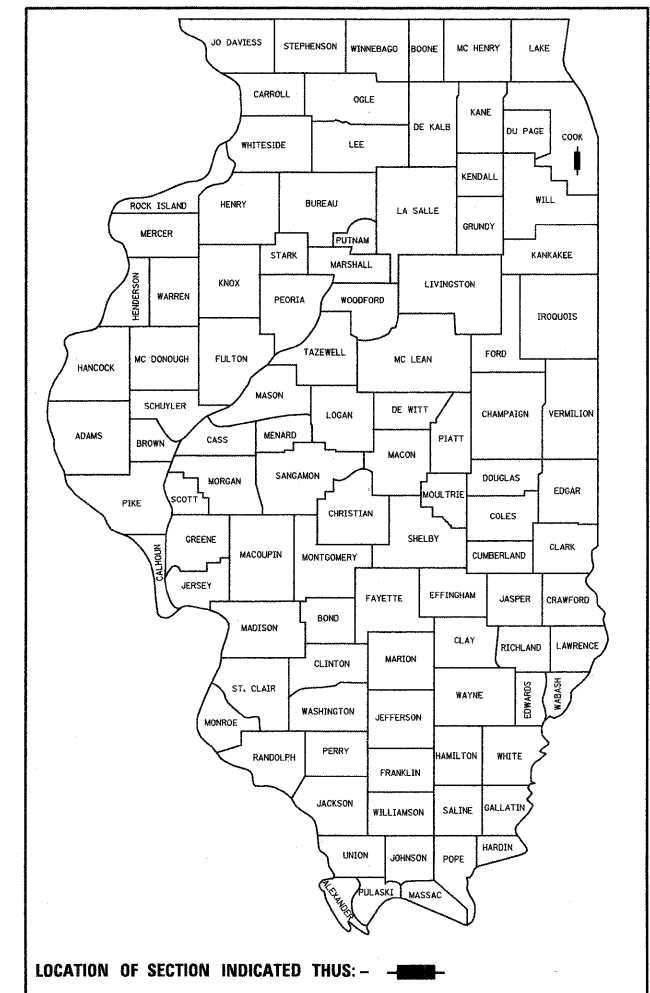 JO DAVIESS
STEPHENSON
WINNEBAGO
BOONE
MC HENRY
LAKE
CARROLL
OGLE
DE KALB
KANE
DU PAGE
COOK
WHITESIDE
LEE
KENDALL
WILL
ROCK ISLAND
HENRY
BUREAU
LA SALLE
GRUNDY
MERCER
PUTNAM
STARK
MARSHALL
KANKAKEE
HENDERSON
WARREN
KNOX
PEORIA
WOODFORD
LIVINGSTON
IROQUOIS
HANCOCK
MC DONOUGH
FULTON
TAZEWELL
MC LEAN
FORD
MASON
SCHUYLER
LOGAN
DE WITT
CHAMPAIGN
VERMILION
ADAMS
BROWN
CASS
MENARD
PIATT
MACON
MORGAN
SANGAMON
DOUGLAS
EDGAR
PIKE
SCOTT
CHRISTIAN
MOULTRIE
COLES
GREENE
MACOUPIN
MONTGOMERY
SHELBY
CUMBERLAND
CLARK
CALHOUN
JERSEY
FAYETTE
EFFINGHAM
JASPER
CRAWFORD
MADISON
BOND
CLAY
RICHLAND
LAWRENCE
CLINTON
MARION
ST. CLAIR
WAYNE
EDWARDS
WABASH
MONROE
WASHINGTON
JEFFERSON
RANDOLPH
PERRY
HAMILTON
WHITE
FRANKLIN
JACKSON
WILLIAMSON
SALINE
GALLATIN
UNION
JOHNSON
POPE
HARDIN
ALEXANDER
PULASKI
MASSAC
LOCATION OF SECTION INDICATED THUS: -